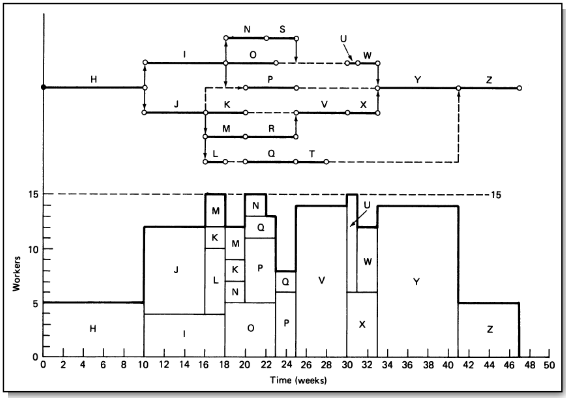 N S
U
I O W
H P Y Z
J K V X
M R
L Q T
15 15
M N U
Q
10 K
J M W
L P V Y
K Q
5 N
H I O P X Z
0
Workers
0 2 4 6 8 10 12 14 16 18 20 22 24 26 28 30 32 34 36 38 40 42 44 46 48 50
Time (weeks)